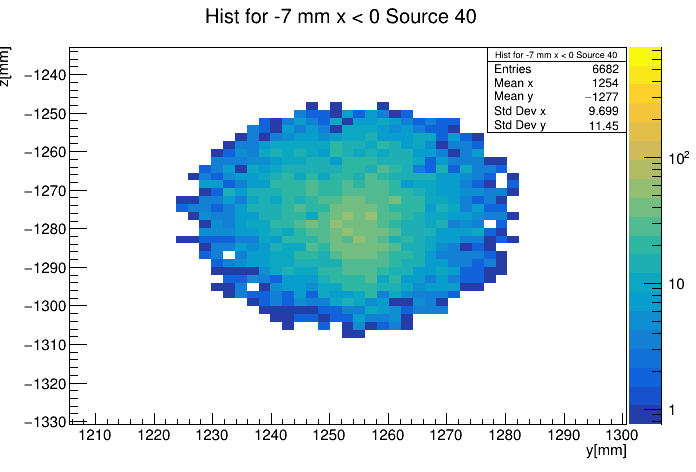 Hist for -7 mm x < 0 Source 40
z[mm]
Hist for -7 mm x < 0 Source 40
Entries 6682
Mean x 1254
Mean y −1277
Std Dev x 9.699
Std Dev y 11.45
−1240
−1250
−1260
−1270
−1280
−1290
−1300
−1310
−1320
−1330
10²
10
1
1210 1220 1230 1240 1250 1260 1270 1280 1290 1300
y[mm]